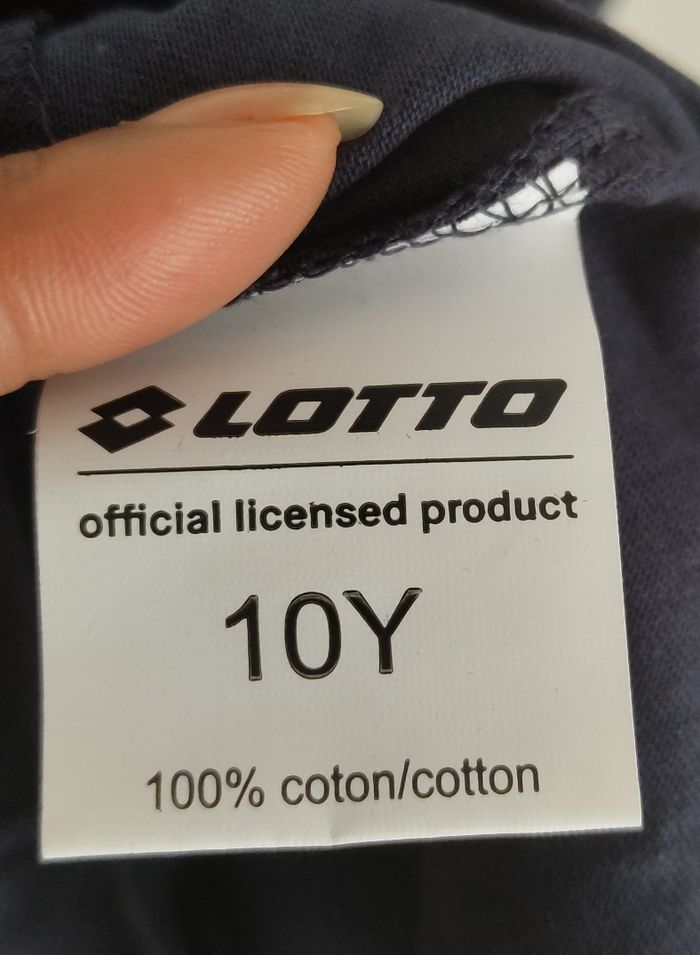 LOTTO
official licensed product
10Y
100% coton/cotton